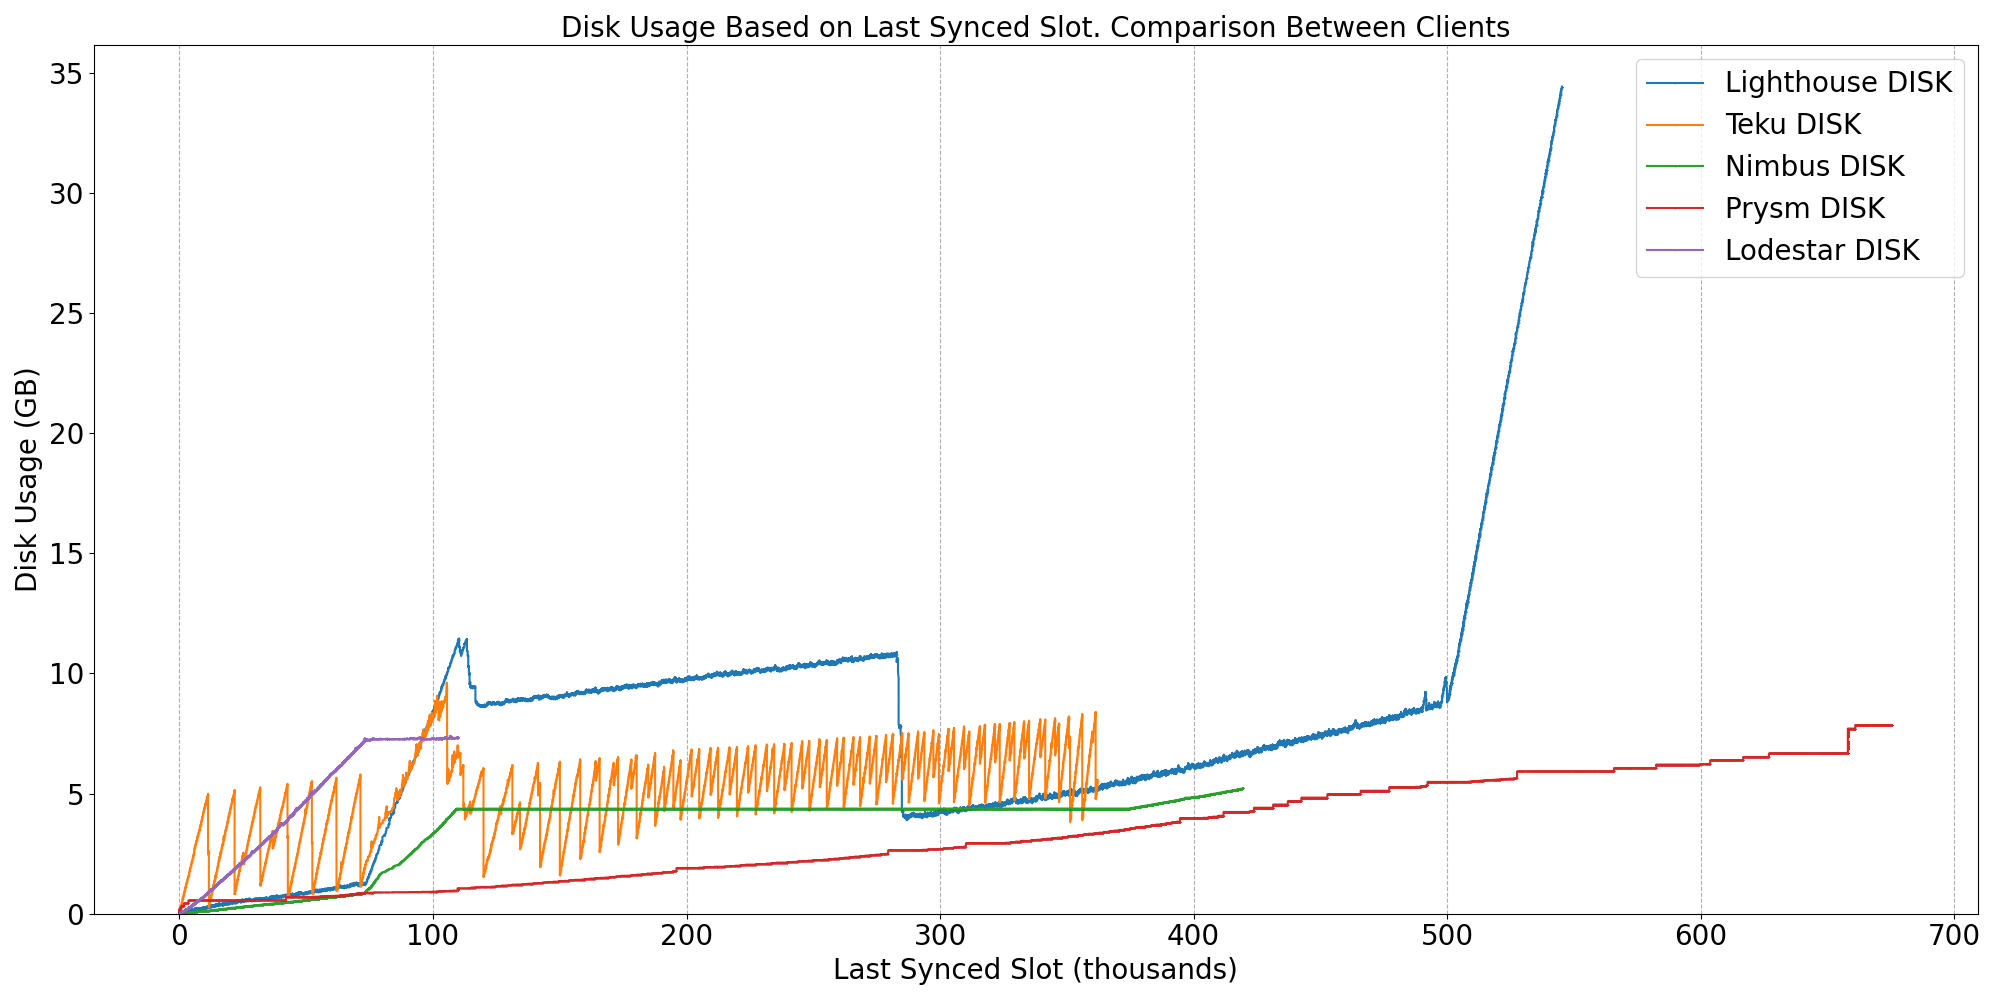 Disk Usage Based on Last Synced Slot. Comparison Between Clients
Disk Usage (GB)
35
30
25
20
15
10
5
0
Lighthouse DISK
Teku DISK
Nimbus DISK
Prysm DISK
Lodestar DISK
0 100 200 300 400 500 600 700
Last Synced Slot (thousands)